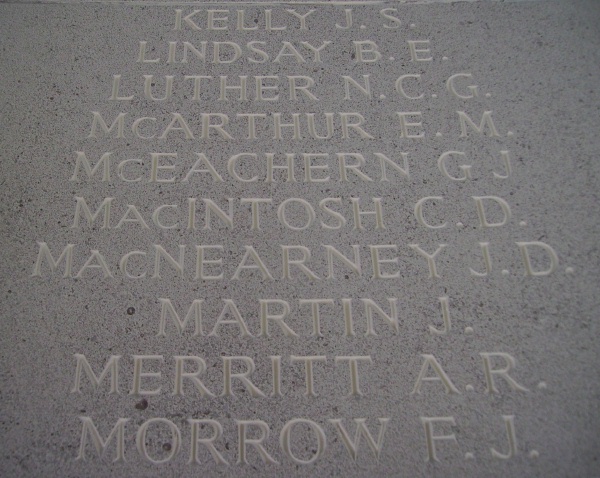 KELLY J. S.
LINDSAY B. E.
LUTHER N. C. G.
McARTHUR E. M.
McEACHERN G. J
MacINTOSH C. D.
MacNEARNEY J. D.
MARTIN J.
MERRITT A. R.
MORROW F. J.